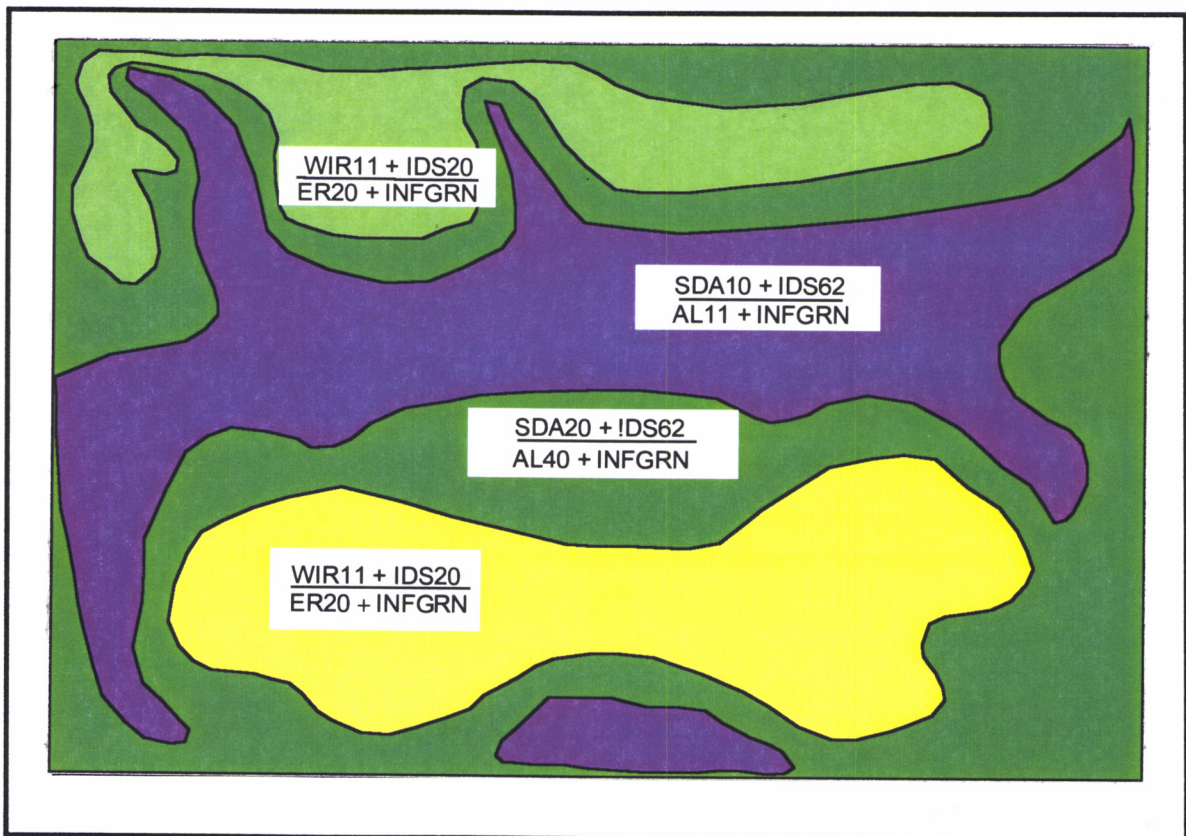 WIR11 + IDS20
ER20 + INFGRN
SDA10 + IDS62
AL11 + INFGRN
SDA20 + !DS62
AL40 + INFGRN
WIR11 + IDS20
ER20 + INFGRN